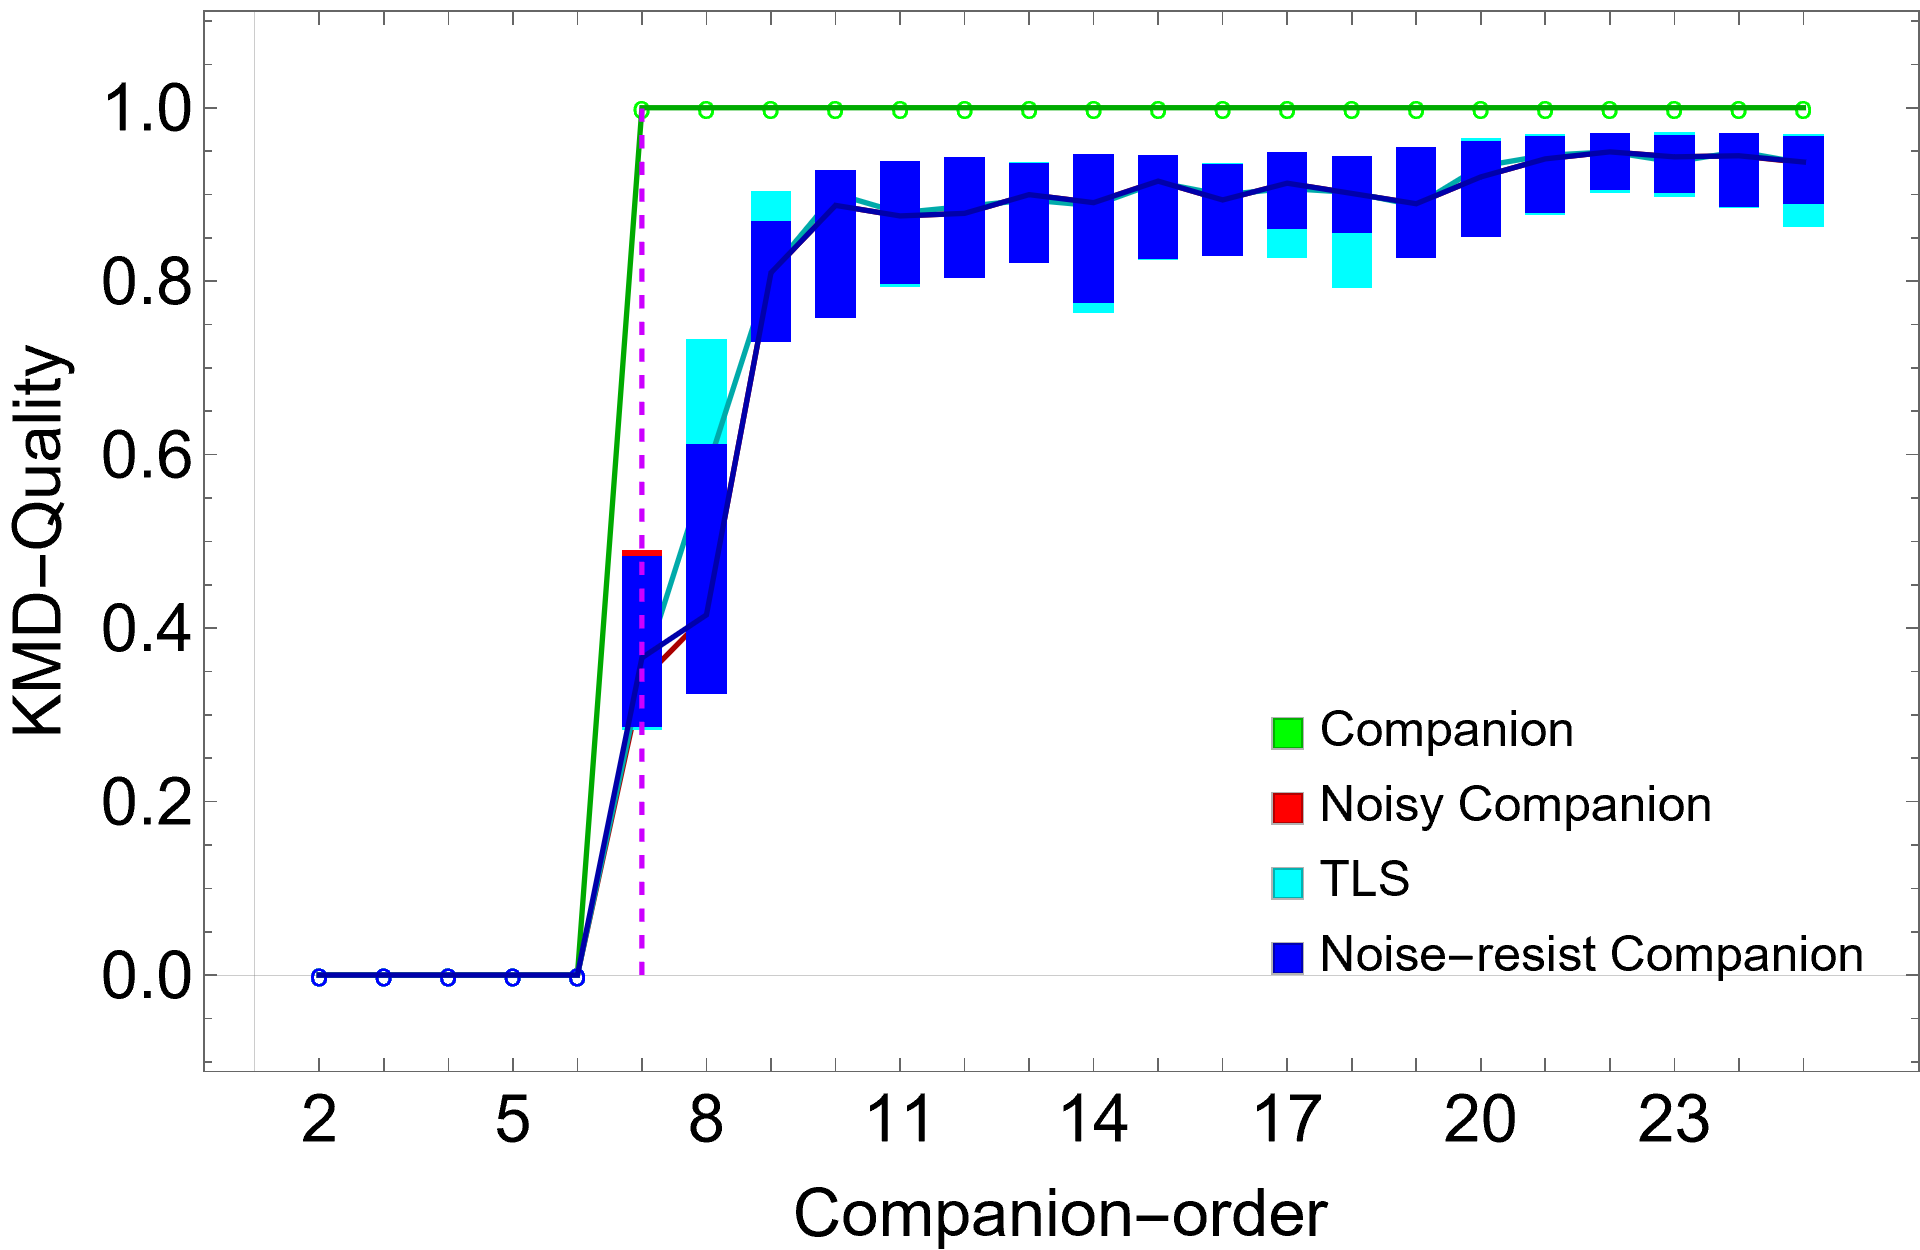 KMD-Quality
1.0
0.8
0.6
0.4
0.2
0.0
Companion
Noisy Companion
TLS
Noise-resist Companion
2 5 8 11 14 17 20 23
Companion-order